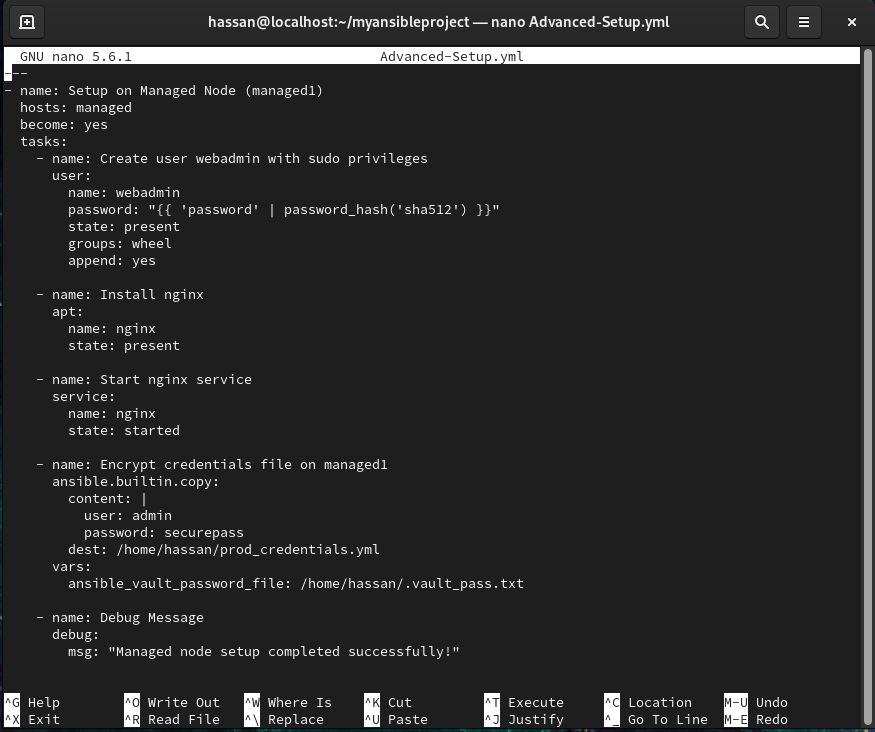 hassan@localhost:~/myansibleproject — nano Advanced-Setup.yml
GNU nano 5.6.1 Advanced-Setup.yml
---
- name: Setup on Managed Node (managed1)
  hosts: managed
  become: yes
  tasks:
    - name: Create user webadmin with sudo privileges
      user:
        name: webadmin
        password: "{{ 'password' | password_hash('sha512') }}"
        state: present
        groups: wheel
        append: yes

    - name: Install nginx
      apt:
        name: nginx
        state: present

    - name: Start nginx service
      service:
        name: nginx
        state: started

    - name: Encrypt credentials file on managed1
      ansible.builtin.copy:
        content: |
          user: admin
          password: securepass
        dest: /home/hassan/prod_credentials.yml
      vars:
        ansible_vault_password_file: /home/hassan/.vault_pass.txt

    - name: Debug Message
      debug:
        msg: "Managed node setup completed successfully!"

^G Help ^O Write Out ^W Where Is ^K Cut ^T Execute ^C Location M-U Undo
^X Exit ^R Read File ^\ Replace ^U Paste ^J Justify ^_ Go To Line M-E Redo